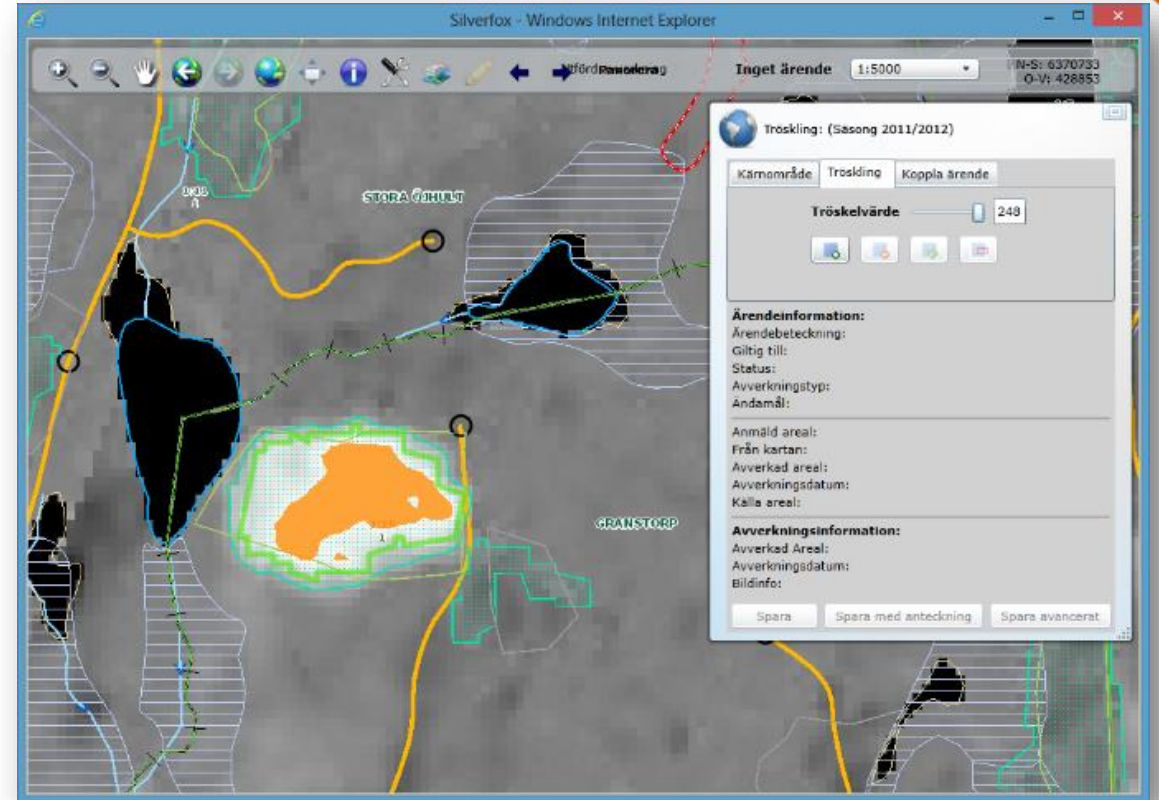 Silverfox - Windows Internet Explorer
Inget ärende
1:5000
N-S: 6370733
O-V: 428853
Tröskling: (Säsong 2011/2012)
Kärnområde
Tröskling
Koppla ärende
Tröskelvärde
248
Ärendeinformation:
Ärendebeteckning:
Giltig till:
Status:
Avverkningstyp:
Ändamål:
Anmäld areal:
Från kartan:
Avverkad areal:
Avverkningsdatum:
Källa areal:
Avverkningsinformation:
Avverkad Areal:
Avverkningsdatum:
Bildinfo:
Spara
Spara med anteckning
Spara avancerat
STORA ÖJHULT
GRANSTORP
1